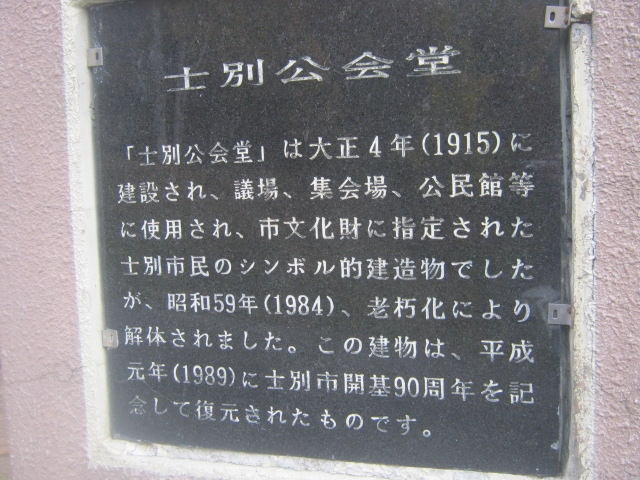 士別公会堂
「士別公会堂」は大正4年(1915)に
建設され、議場、集会場、公民館等
に使用され、市文化財に指定された
士別市民のシンボル的建造物でした
が、昭和59年(1984)、老朽化により
解体されました。この建物は、平成
元年(1989)に士別市開基90周年を記
念して復元されたものです。